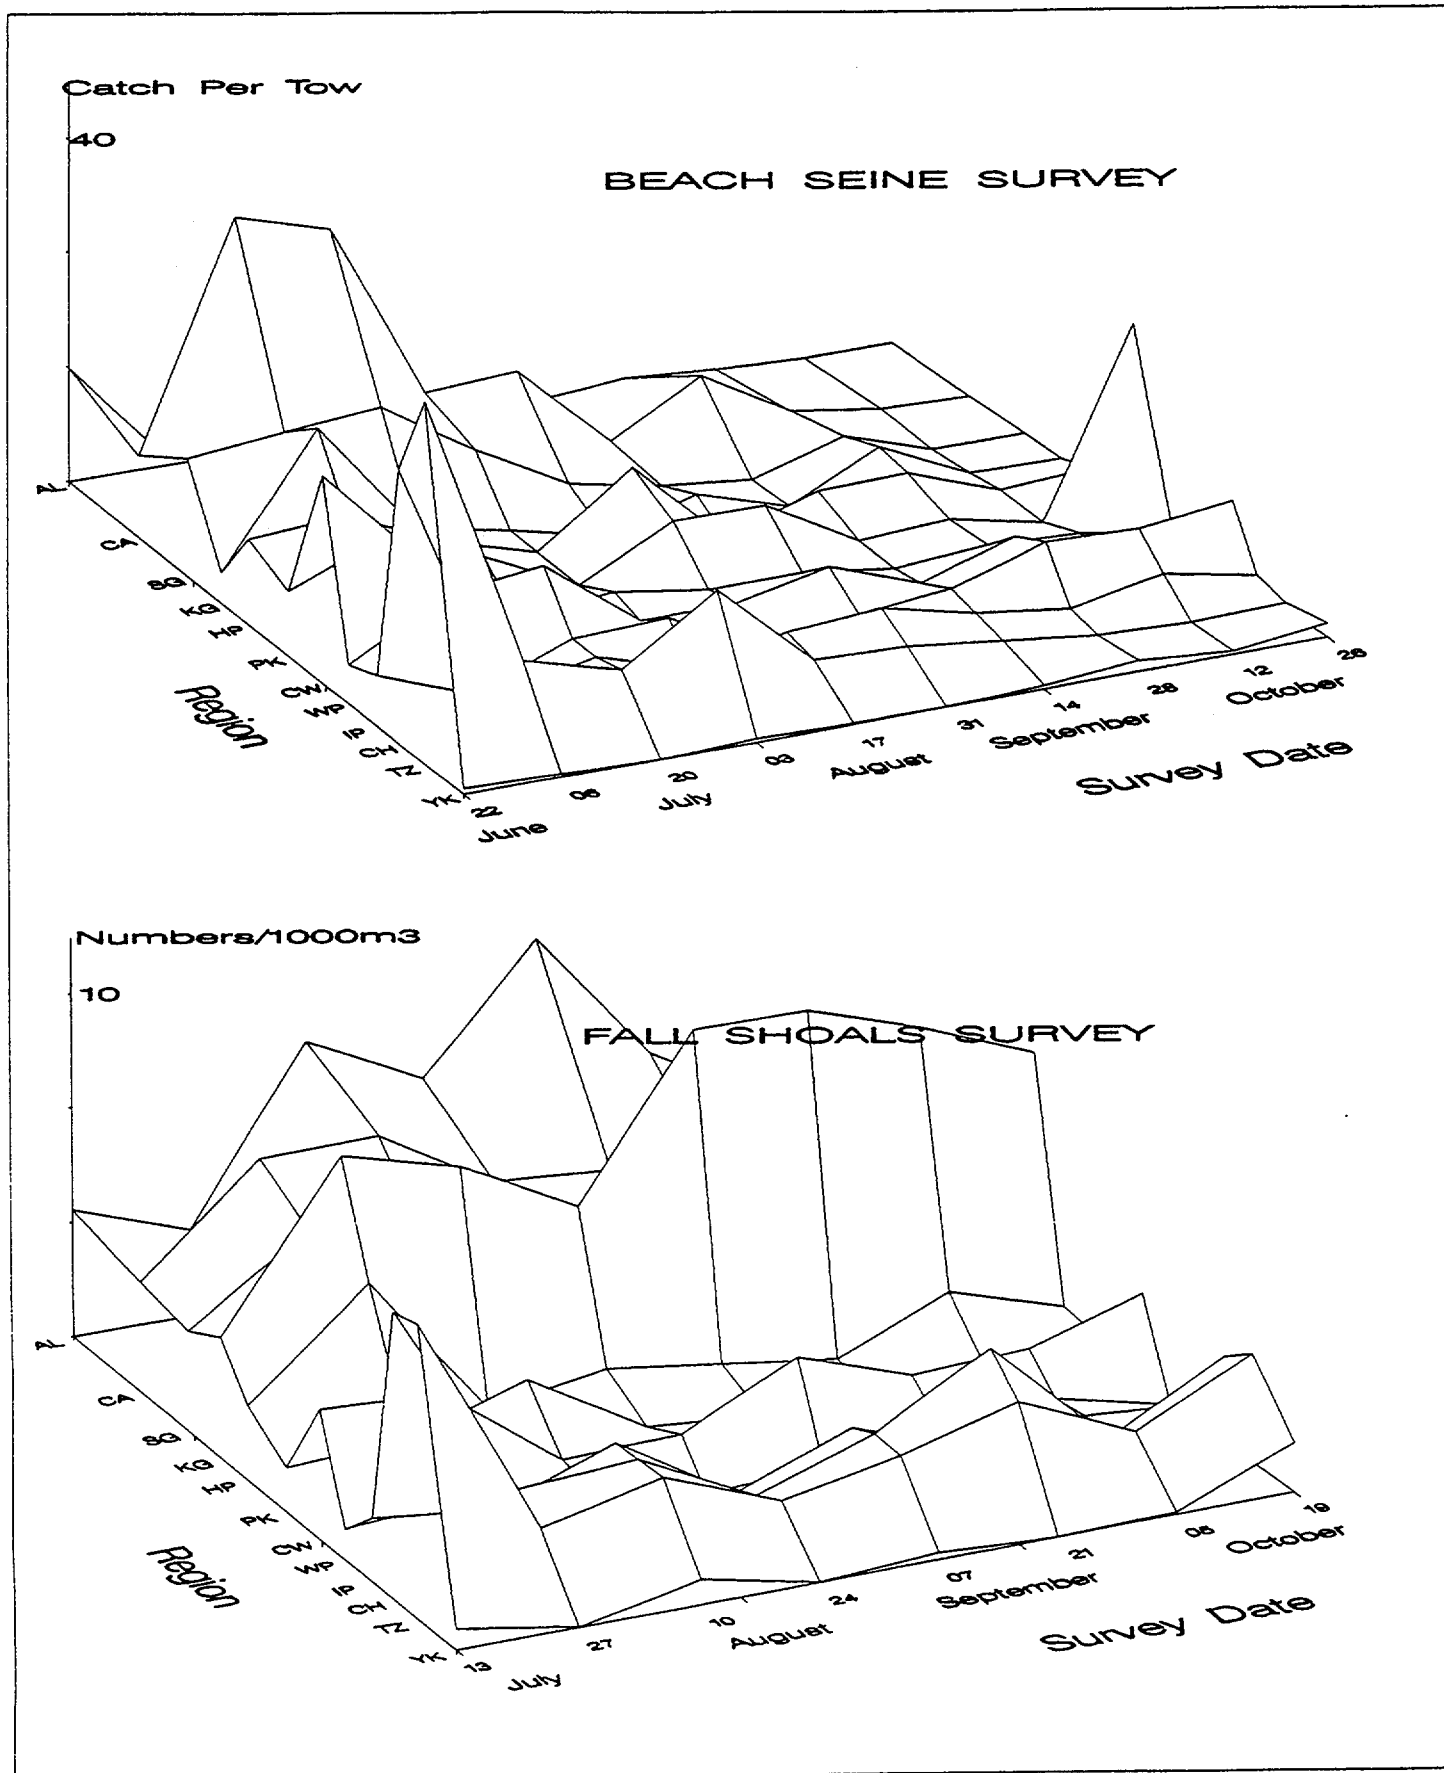 Catch Per Tow
40
BEACH SEINE SURVEY
AL
CA
SG
KG
HP
PK
CW
WP
IP
CH
TZ
YK
Region
22
06
20
03
17
31
14
28
12
26
June
July
August
September
October
Survey Date
Numbers/1000m3
10
FALL SHOALS SURVEY
AL
CA
SG
KG
HP
PK
CW
WP
IP
CH
TZ
YK
Region
13
27
10
24
07
21
05
19
July
August
September
October
Survey Date